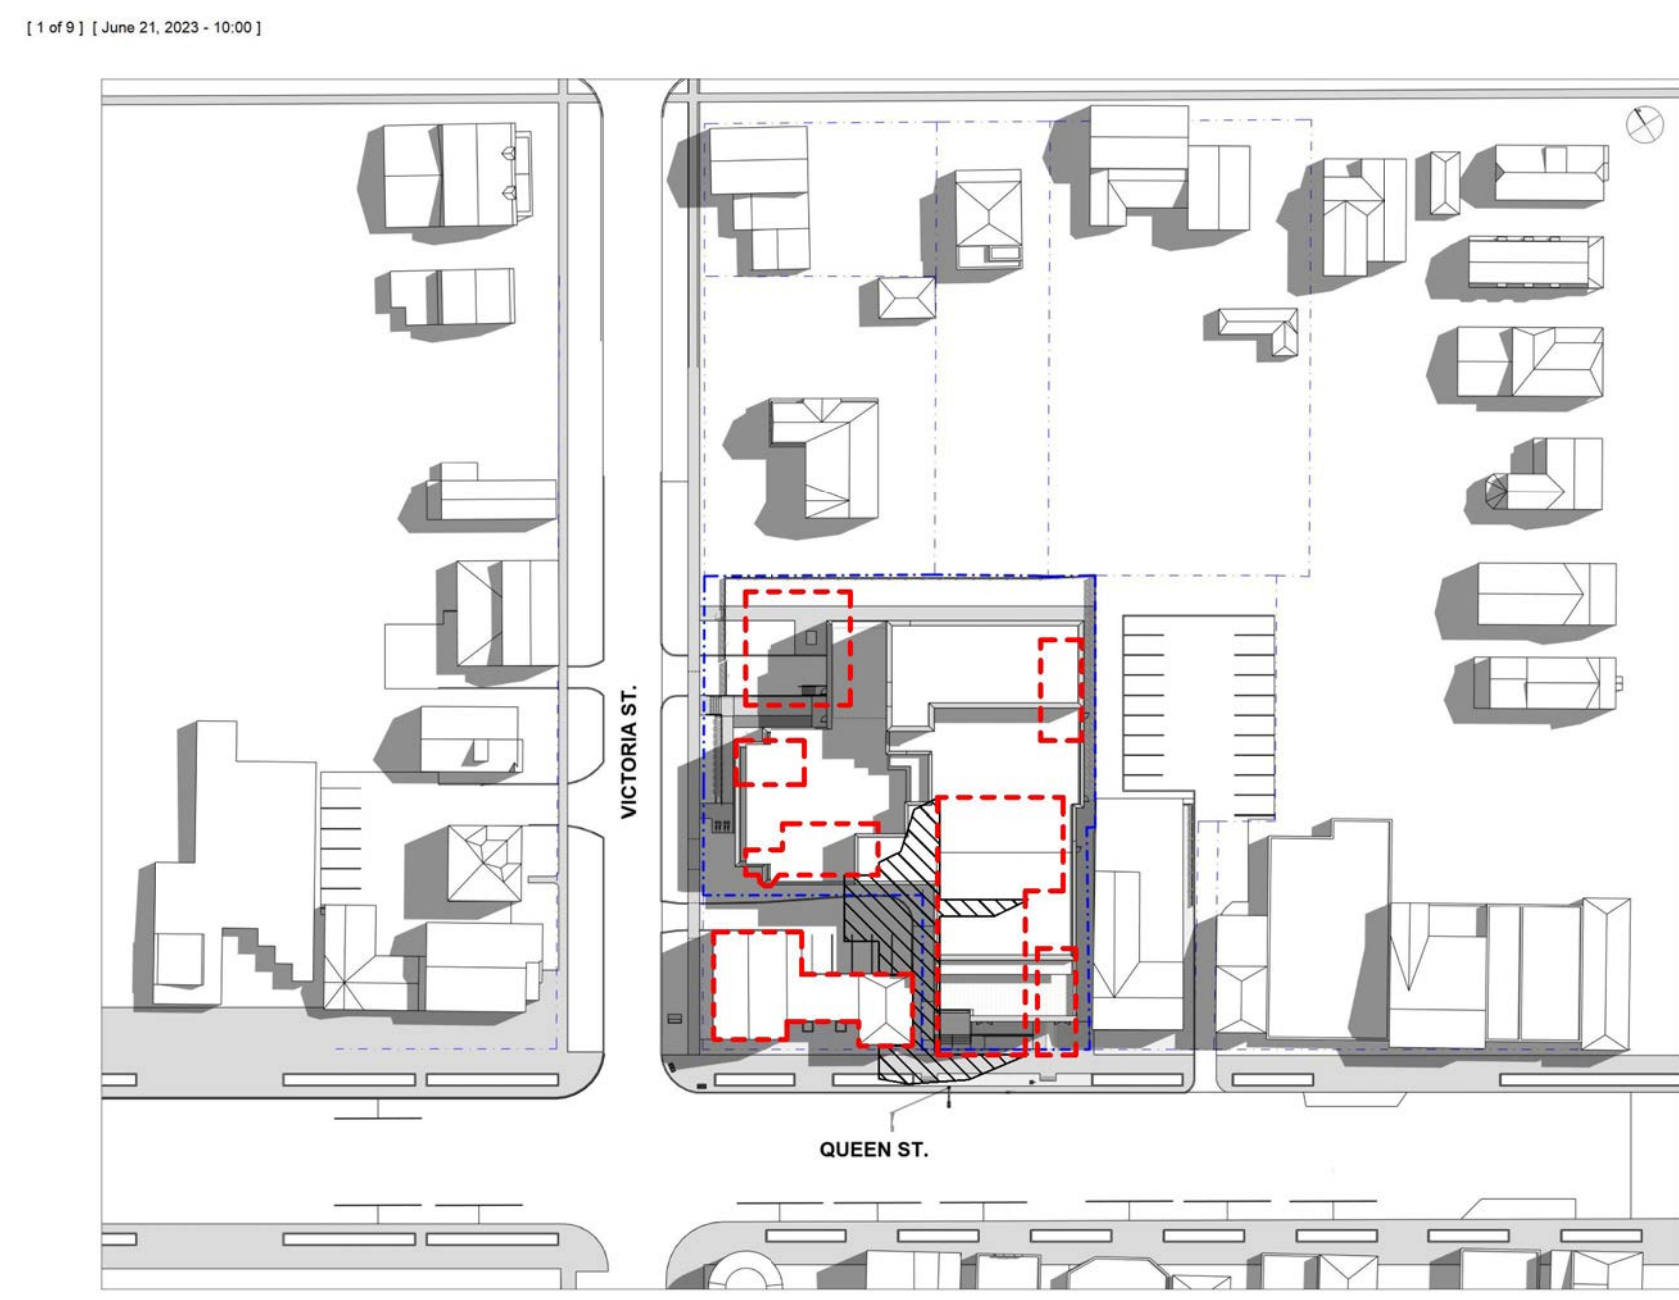 [ 1 of 9 ] [ June 21, 2023 - 10:00 ]
VICTORIA ST.
QUEEN ST.